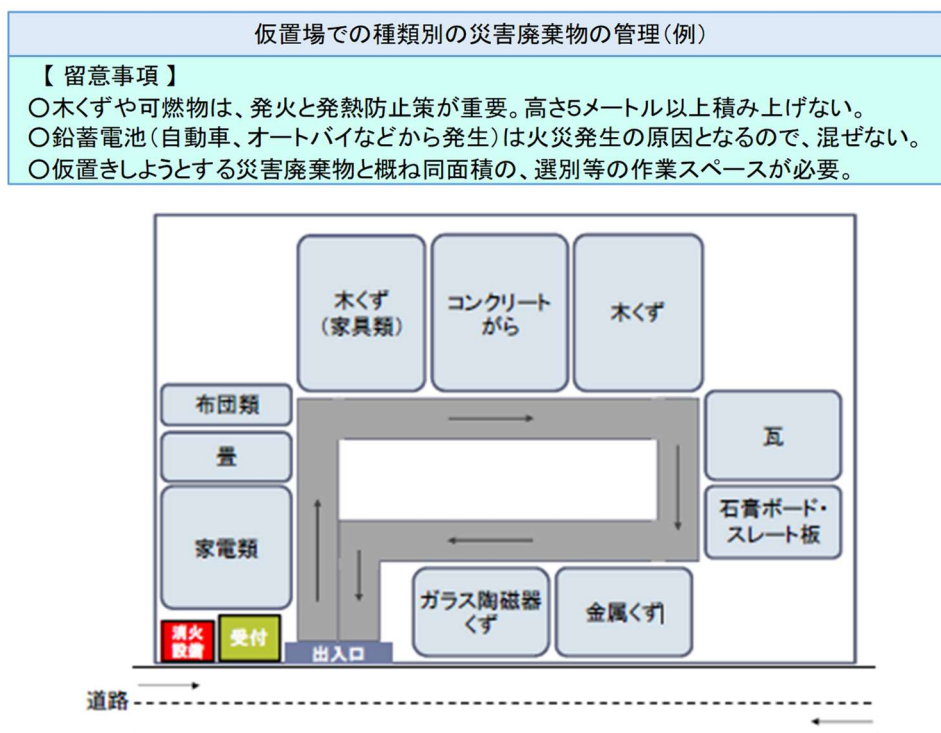 仮置場での種類別の災害廃棄物の管理（例）
【 留意事項 】
○木くずや可燃物は、発火と発熱防止策が重要。高さ５メートル以上積み上げない。
○鉛蓄電池（自動車、オートバイなどから発生）は火災発生の原因となるので、混ぜない。
○仮置きしようとする災害廃棄物と概ね同面積の、選別等の作業スペースが必要。
木くず
（家具類）
コンクリート
がら
木くず
布団類
畳
家電類
瓦
石膏ボード・
スレート板
ガラス陶磁器
くず
金属くず
消火
設備
受付
出入口
道路